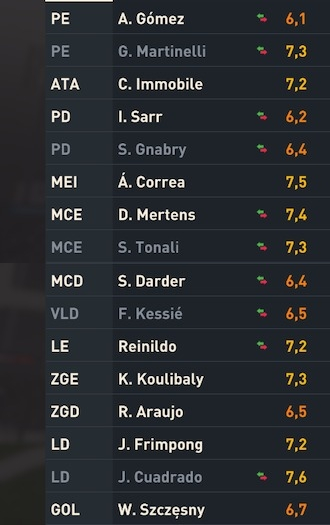 PE A. Gómez 6,1
PE G. Martinelli 7,3
ATA C. Immobile 7,2
PD I. Sarr 6,2
PD S. Gnabry 6,4
MEI Á. Correa 7,5
MCE D. Mertens 7,4
MCE S. Tonali 7,3
MCD S. Darder 6,4
VLD F. Kessié 6,5
LE Reinildo 7,2
ZGE K. Koulibaly 7,3
ZGD R. Araujo 6,5
LD J. Frimpong 7,2
LD J. Cuadrado 7,6
GOL W. Szczęsny 6,7